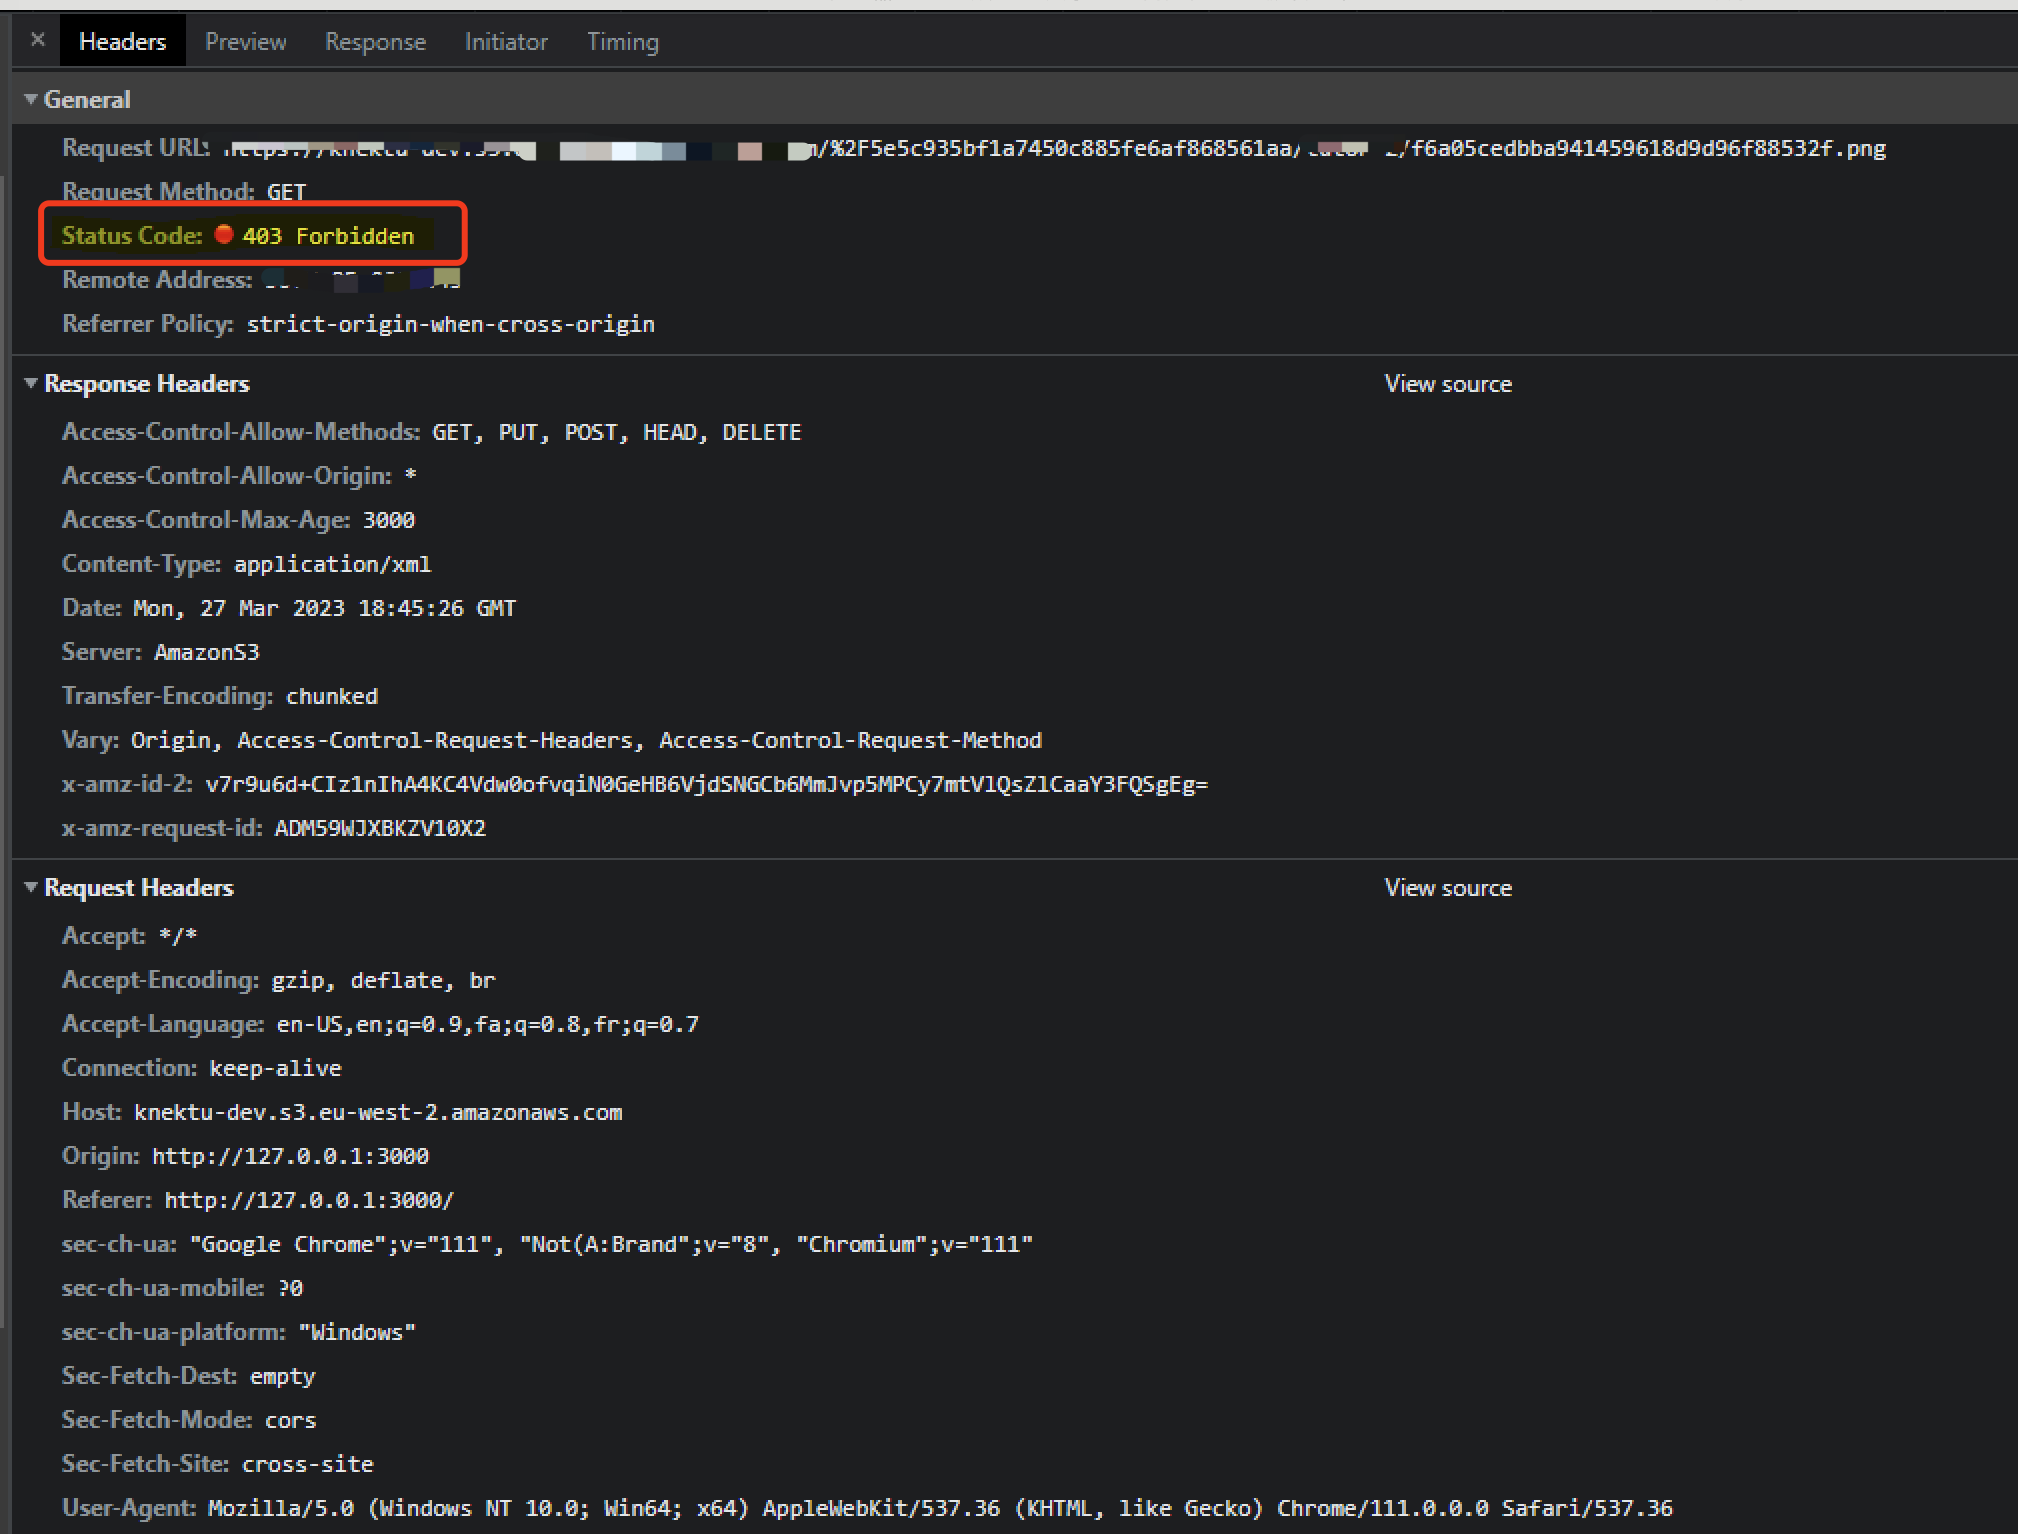 Headers Preview Response Initiator Timing
General
Request URL: /%2F5e5c935bf1a7450c885fe6af868561aa/ /f6a05cedbba941459618d9d96f88532f.png
Request Method: GET
Status Code: 403 Forbidden
Remote Address:
Referrer Policy: strict-origin-when-cross-origin
Response Headers View source
Access-Control-Allow-Methods: GET, PUT, POST, HEAD, DELETE
Access-Control-Allow-Origin: *
Access-Control-Max-Age: 3000
Content-Type: application/xml
Date: Mon, 27 Mar 2023 18:45:26 GMT
Server: AmazonS3
Transfer-Encoding: chunked
Vary: Origin, Access-Control-Request-Headers, Access-Control-Request-Method
x-amz-id-2: v7r9u6d+CIz1nIhA4KC4Vdw0ofvqiN0GeHB6VjdSNGCb6MmJvp5MPCy7mtVlQsZlCaaY3FQSgEg=
x-amz-request-id: ADM59WJXBKZV10X2
Request Headers View source
Accept: */*
Accept-Encoding: gzip, deflate, br
Accept-Language: en-US,en;q=0.9,fa;q=0.8,fr;q=0.7
Connection: keep-alive
Host: knektu-dev.s3.eu-west-2.amazonaws.com
Origin: http://127.0.0.1:3000
Referer: http://127.0.0.1:3000/
sec-ch-ua: "Google Chrome";v="111", "Not(A:Brand";v="8", "Chromium";v="111"
sec-ch-ua-mobile: ?0
sec-ch-ua-platform: "Windows"
Sec-Fetch-Dest: empty
Sec-Fetch-Mode: cors
Sec-Fetch-Site: cross-site
User-Agent: Mozilla/5.0 (Windows NT 10.0; Win64; x64) AppleWebKit/537.36 (KHTML, like Gecko) Chrome/111.0.0.0 Safari/537.36